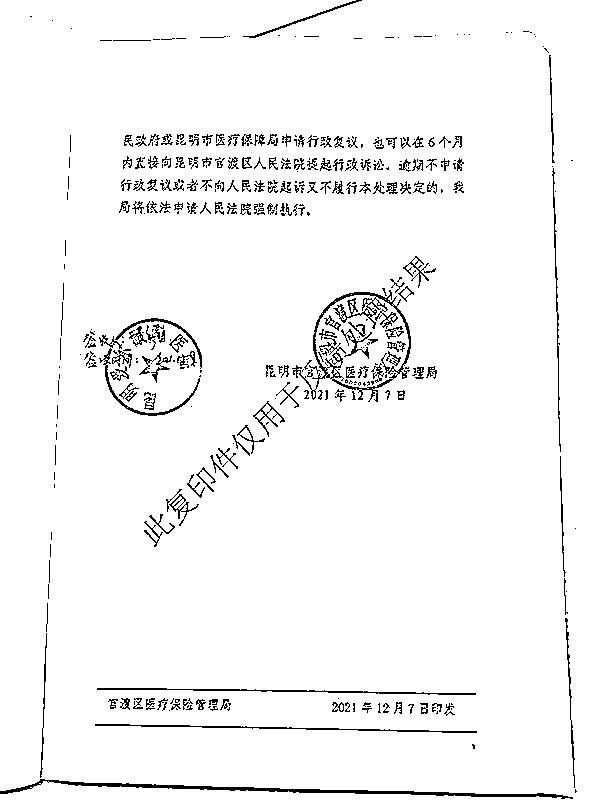 民政府或昆明市医疗保障局申请行政复议，也可以在6个月
内直接向昆明市官渡区人民法院提起行政诉讼。逾期不申请
行政复议或者不向人民法院起诉又不履行本处理决定的，我
局将依法申请人民法院强制执行。
昆明市官渡区医疗保险管理局
2021年12月7日
此复印件仅用于反馈处理结果
官渡区医疗保险管理局 2021年12月7日印发